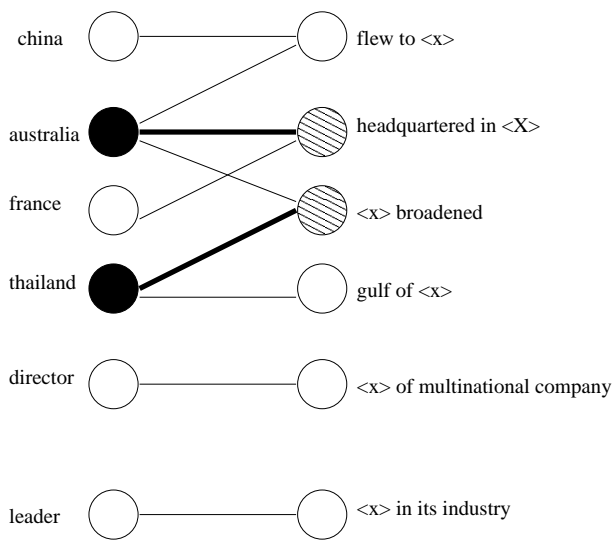 china
flew to <x>
australia
headquartered in <X>
france
<x> broadened
thailand
gulf of <x>
director
<x> of multinational company
leader
<x> in its industry